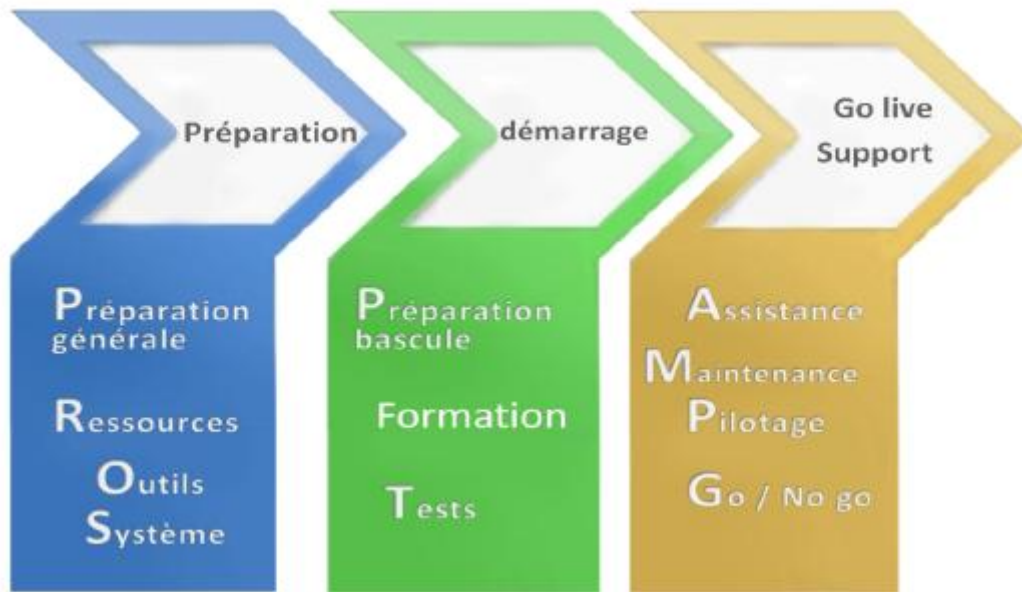 Préparation
Préparation
générale
Ressources
Outils
Système
démarrage
Préparation
bascule
Formation
Tests
Go live
Support
Assistance
Maintenance
Pilotage
Go / No go